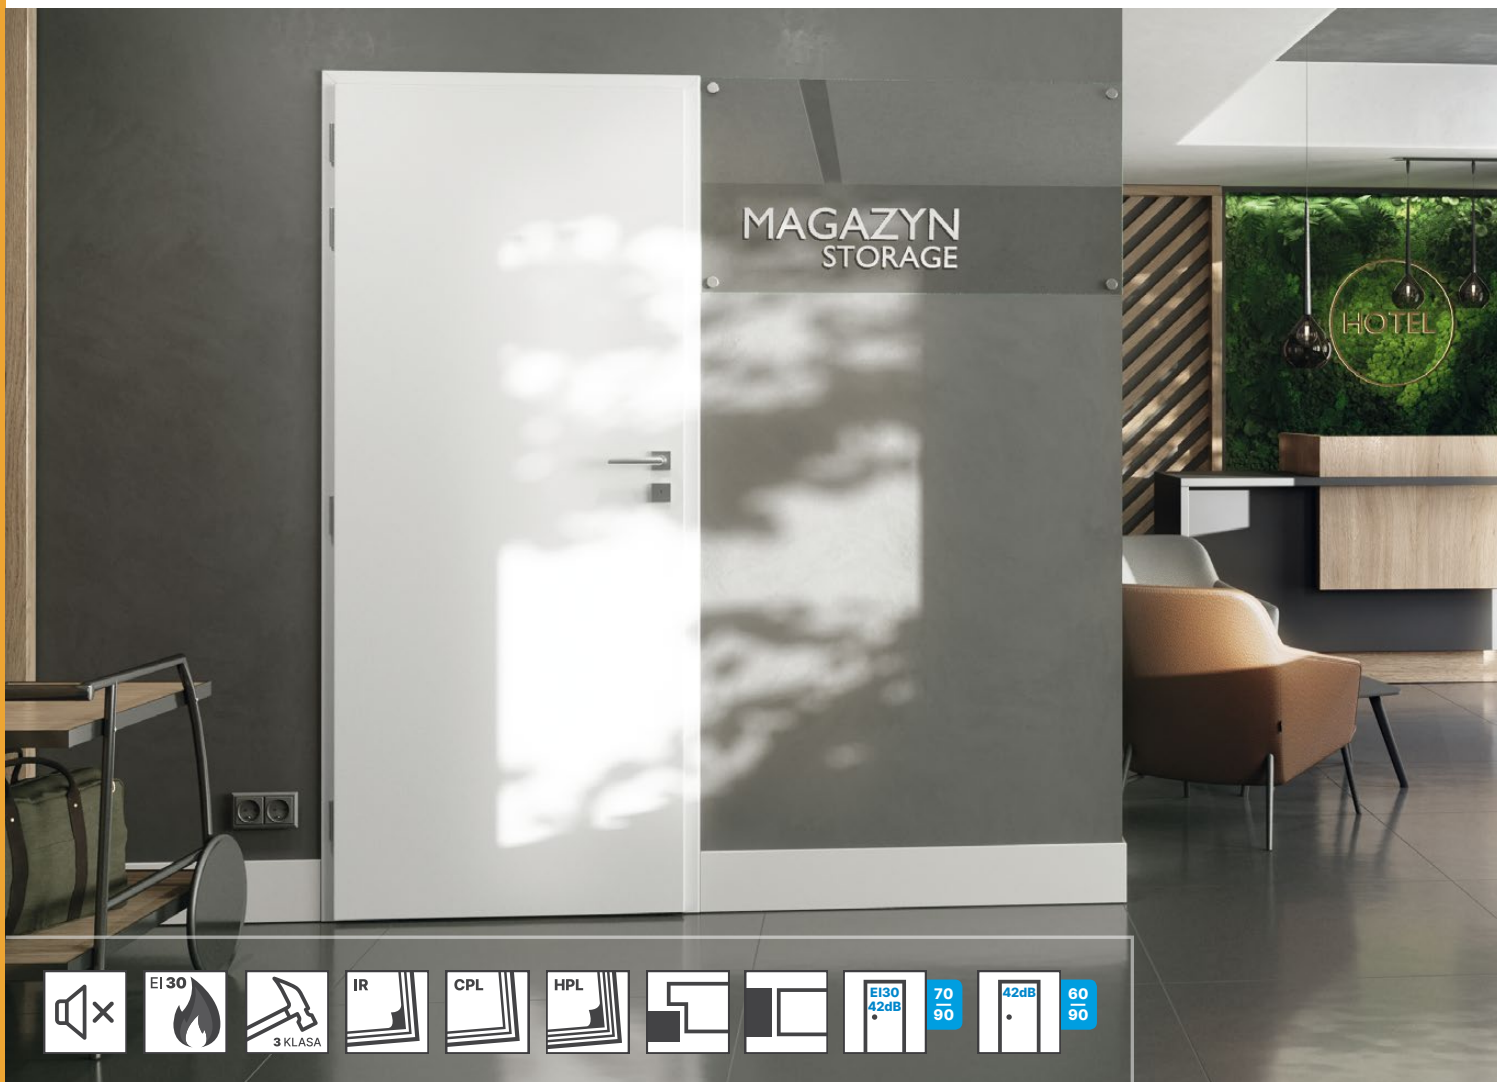 MAGAZYN
STORAGE
HOTEL
EI 30
3 KLASA
IR
CPL
HPL
EI30
42dB
70
90
42dB
60
90